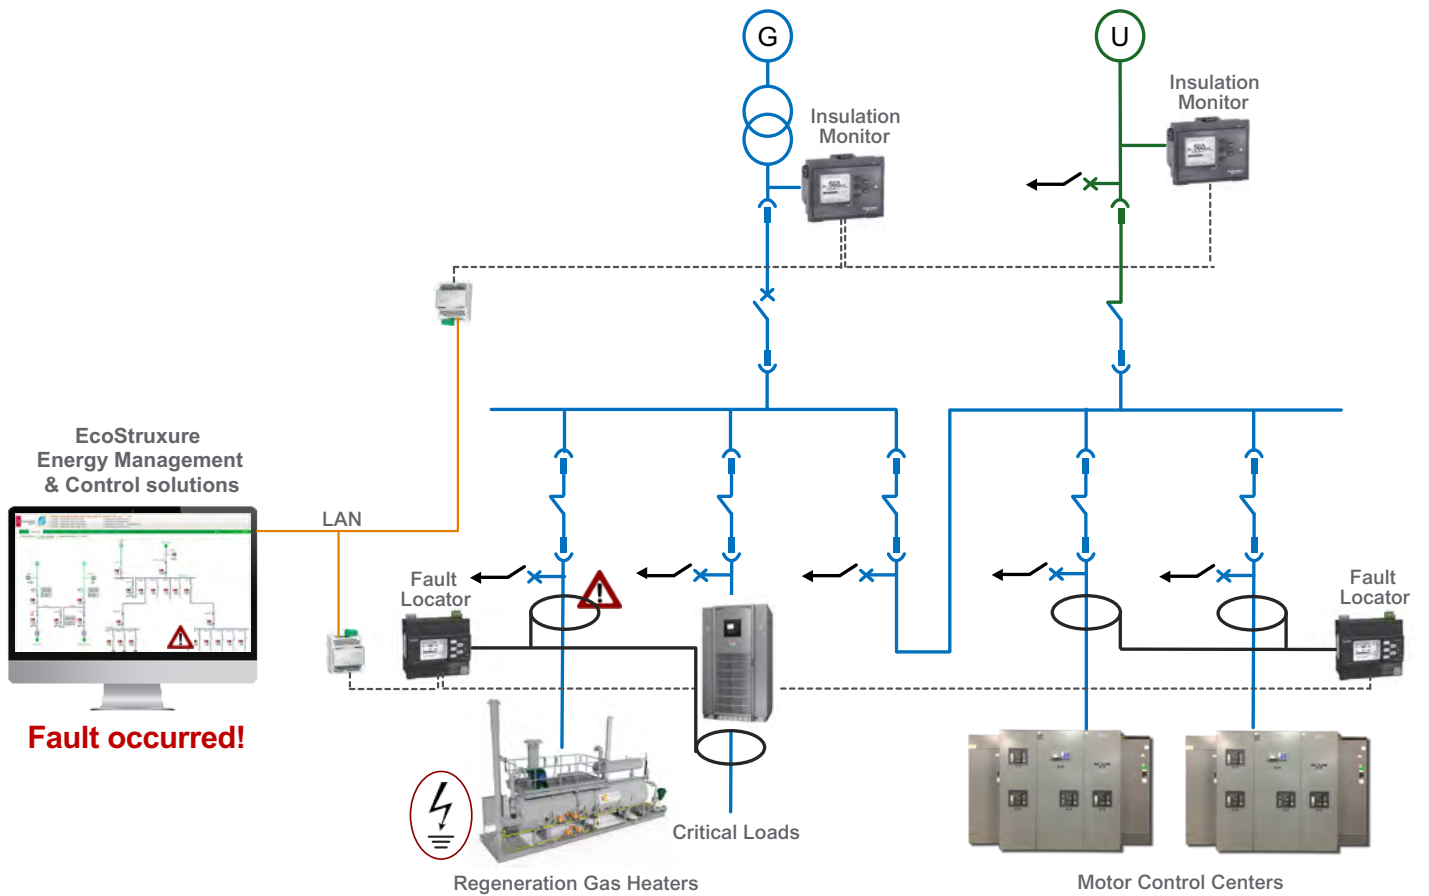 G
U
Insulation
Monitor
Insulation
Monitor
EcoStruxure
Energy Management
& Control solutions
LAN
Fault
Locator
Fault
Locator
Fault occurred!
Critical Loads
Regeneration Gas Heaters
Motor Control Centers